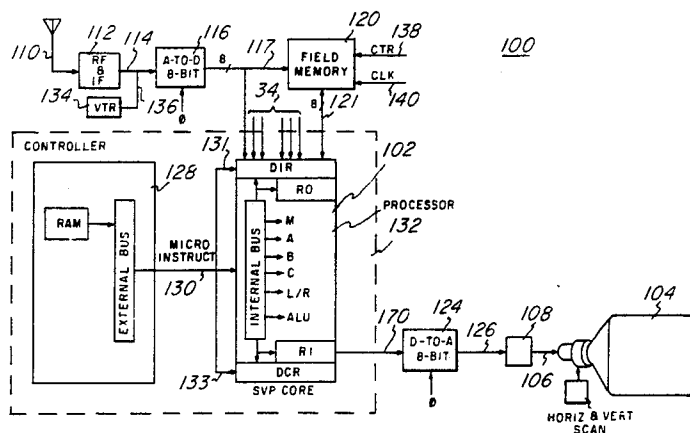 110
112
114
116
117
120
138
100
RF
&
IF
A-TO-D
8-BIT
8
FIELD
MEMORY
CTR
CLK
140
134
VTR
136
Ø
34
8
121
CONTROLLER
128
131
DIR
RO
102
PROCESSOR
132
RAM
EXTERNAL BUS
MICRO
INSTRUCT
130
INTERNAL BUS
M
A
B
C
L/R
ALU
RI
DCR
133
SVP CORE
170
124
D-TO-A
8-BIT
Ø
126
108
106
104
HORIZ & VERT
SCAN